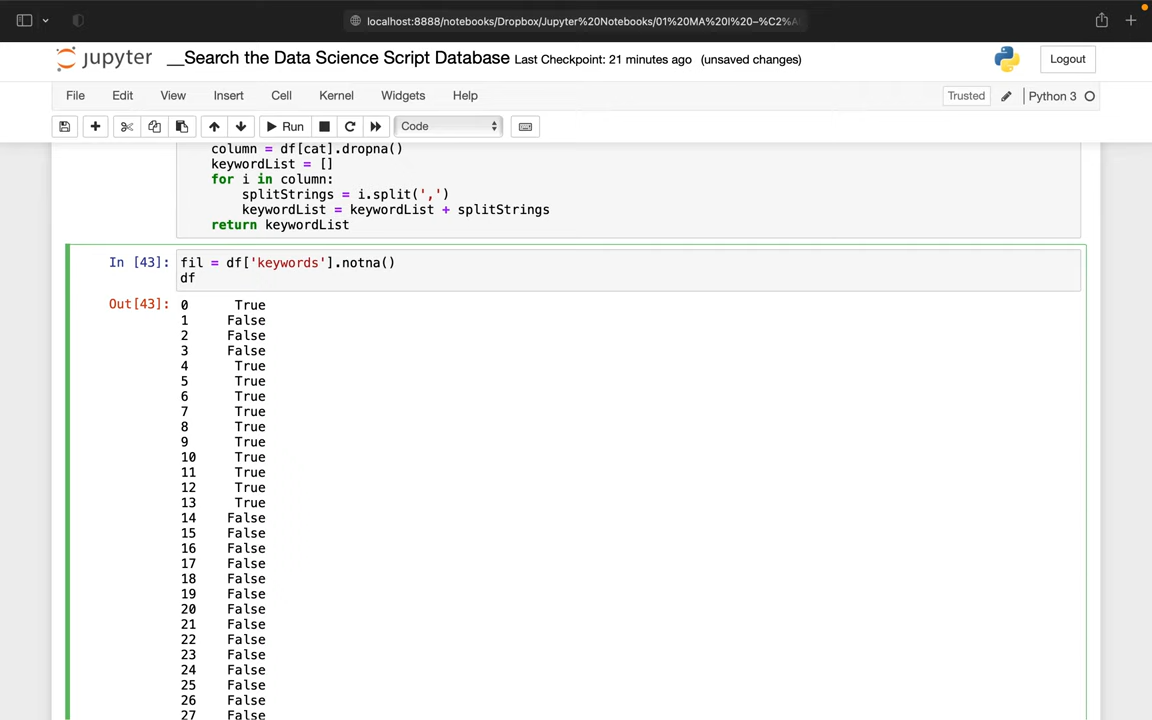 localhost:8888/notebooks/Dropbox/Jupyter%20Notebooks/01%20MA%20I%20–%C2%A
jupyter __Search the Data Science Script Database Last Checkpoint: 21 minutes ago (unsaved changes) Logout
File Edit View Insert Cell Kernel Widgets Help Trusted Python 3
Run Code
column = df[cat].dropna()
keywordList = []
for i in column:
splitStrings = i.split(',')
keywordList = keywordList + splitStrings
return keywordList
In [43]: fil = df['keywords'].notna()
df
Out[43]: 0 True
1 False
2 False
3 False
4 True
5 True
6 True
7 True
8 True
9 True
10 True
11 True
12 True
13 True
14 False
15 False
16 False
17 False
18 False
19 False
20 False
21 False
22 False
23 False
24 False
25 False
26 False
27 False